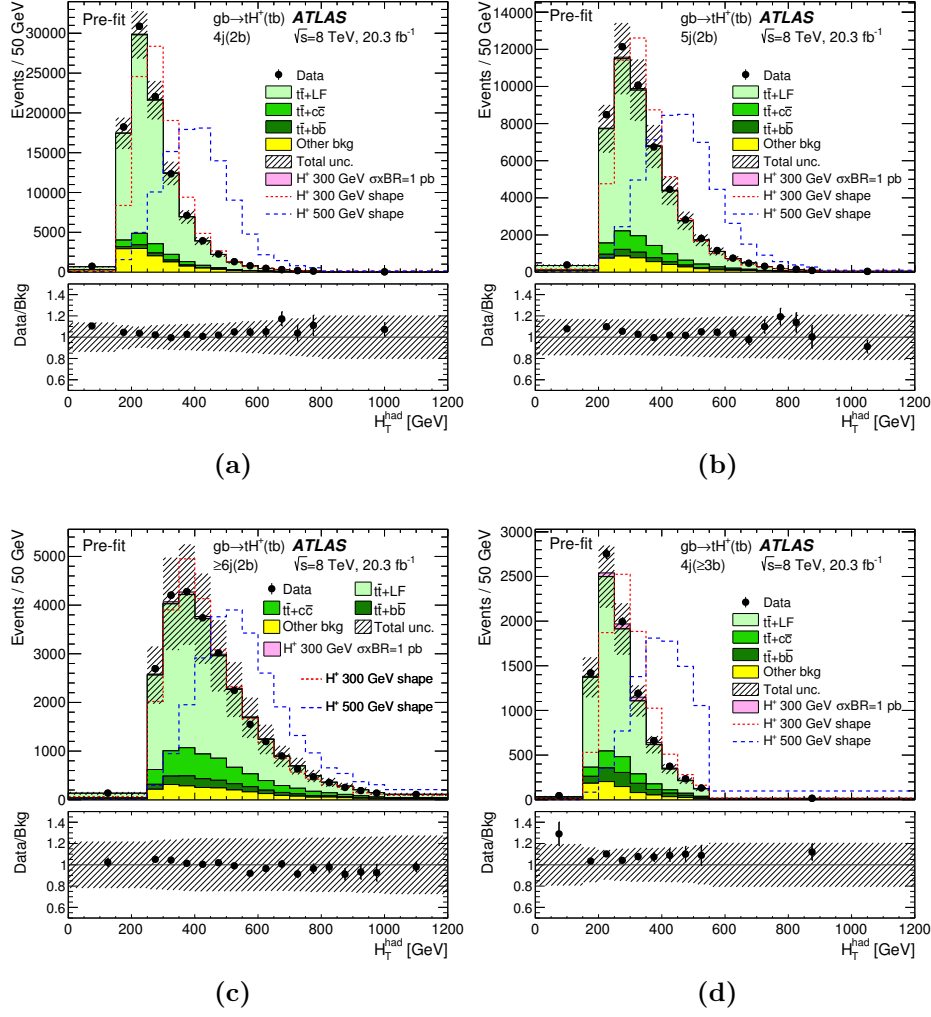 Pre-fit
gb→tH⁺(tb) ATLAS
4j(2b) √s=8 TeV, 20.3 fb⁻¹
Data
tt̄+LF
tt̄+cc̄
tt̄+bb̄
Other bkg
Total unc.
H⁺ 300 GeV σxBR=1 pb
H⁺ 300 GeV shape
H⁺ 500 GeV shape
Events / 50 GeV
30000
25000
20000
15000
10000
5000
0
Data/Bkg
1.4
1.2
1
0.8
0.6
0 200 400 600 800 1000 1200
H_T^had [GeV]
(a)
Pre-fit
gb→tH⁺(tb) ATLAS
5j(2b) √s=8 TeV, 20.3 fb⁻¹
Data
tt̄+LF
tt̄+cc̄
tt̄+bb̄
Other bkg
Total unc.
H⁺ 300 GeV σxBR=1 pb
H⁺ 300 GeV shape
H⁺ 500 GeV shape
Events / 50 GeV
14000
12000
10000
8000
6000
4000
2000
0
Data/Bkg
1.4
1.2
1
0.8
0.6
0 200 400 600 800 1000 1200
H_T^had [GeV]
(b)
Pre-fit
gb→tH⁺(tb) ATLAS
≥6j(2b) √s=8 TeV, 20.3 fb⁻¹
Data tt̄+LF
tt̄+cc̄ tt̄+bb̄
Other bkg Total unc.
H⁺ 300 GeV σxBR=1 pb
H⁺ 300 GeV shape
H⁺ 500 GeV shape
Events / 50 GeV
5000
4000
3000
2000
1000
0
Data/Bkg
1.4
1.2
1
0.8
0.6
0 200 400 600 800 1000 1200
H_T^had [GeV]
(c)
Pre-fit
gb→tH⁺(tb) ATLAS
4j(≥3b) √s=8 TeV, 20.3 fb⁻¹
Data
tt̄+LF
tt̄+cc̄
tt̄+bb̄
Other bkg
Total unc.
H⁺ 300 GeV σxBR=1 pb
H⁺ 300 GeV shape
H⁺ 500 GeV shape
Events / 50 GeV
3000
2500
2000
1500
1000
500
0
Data/Bkg
1.4
1.2
1
0.8
0.6
0 200 400 600 800 1000 1200
H_T^had [GeV]
(d)